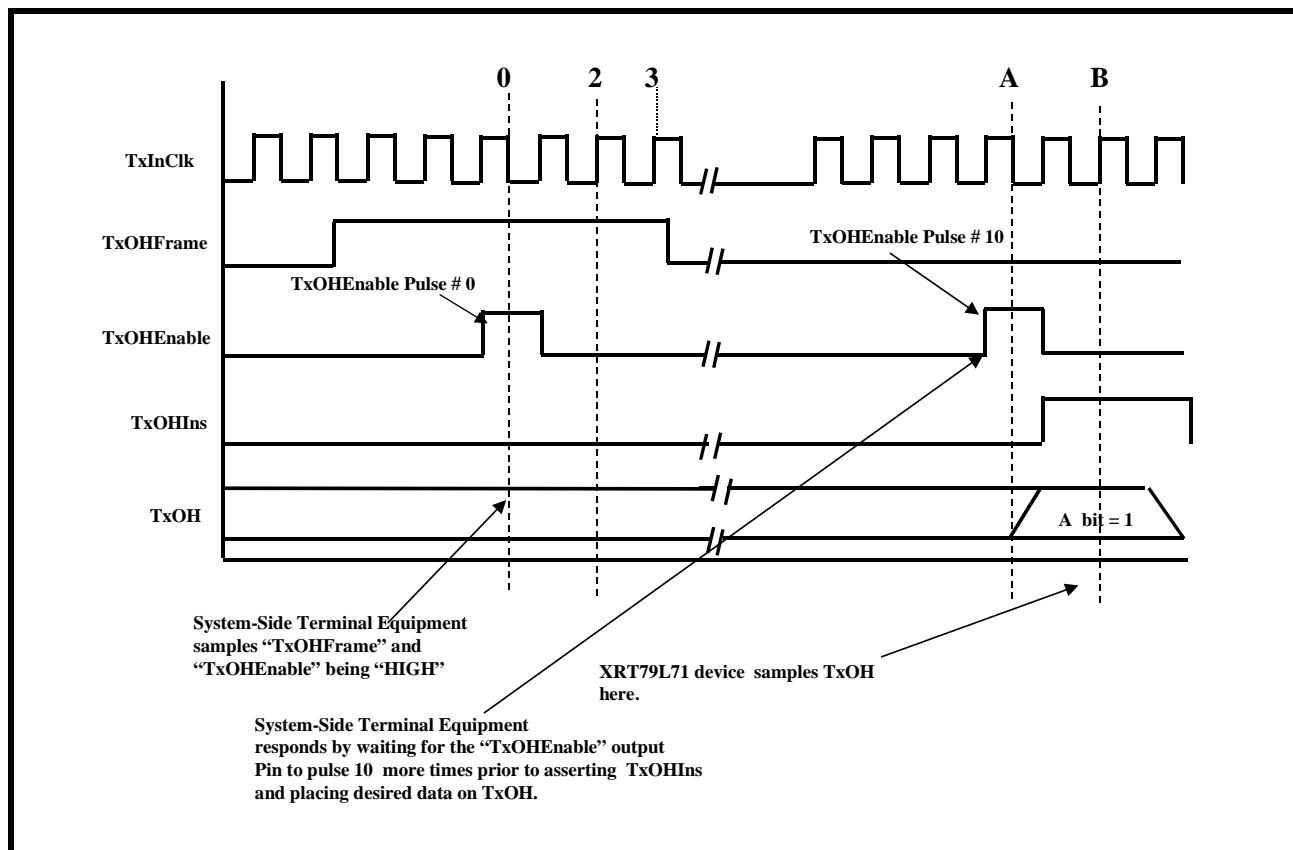 0 2 3 A B
TxInClk
TxOHFrame
TxOHEnable Pulse # 10
TxOHEnable Pulse # 0
TxOHEnable
TxOHIns
TxOH
A bit = 1
System-Side Terminal Equipment
samples “TxOHFrame” and
“TxOHEnable” being “HIGH”
XRT79L71 device samples TxOH
here.
System-Side Terminal Equipment
responds by waiting for the “TxOHEnable” output
Pin to pulse 10 more times prior to asserting TxOHIns
and placing desired data on TxOH.